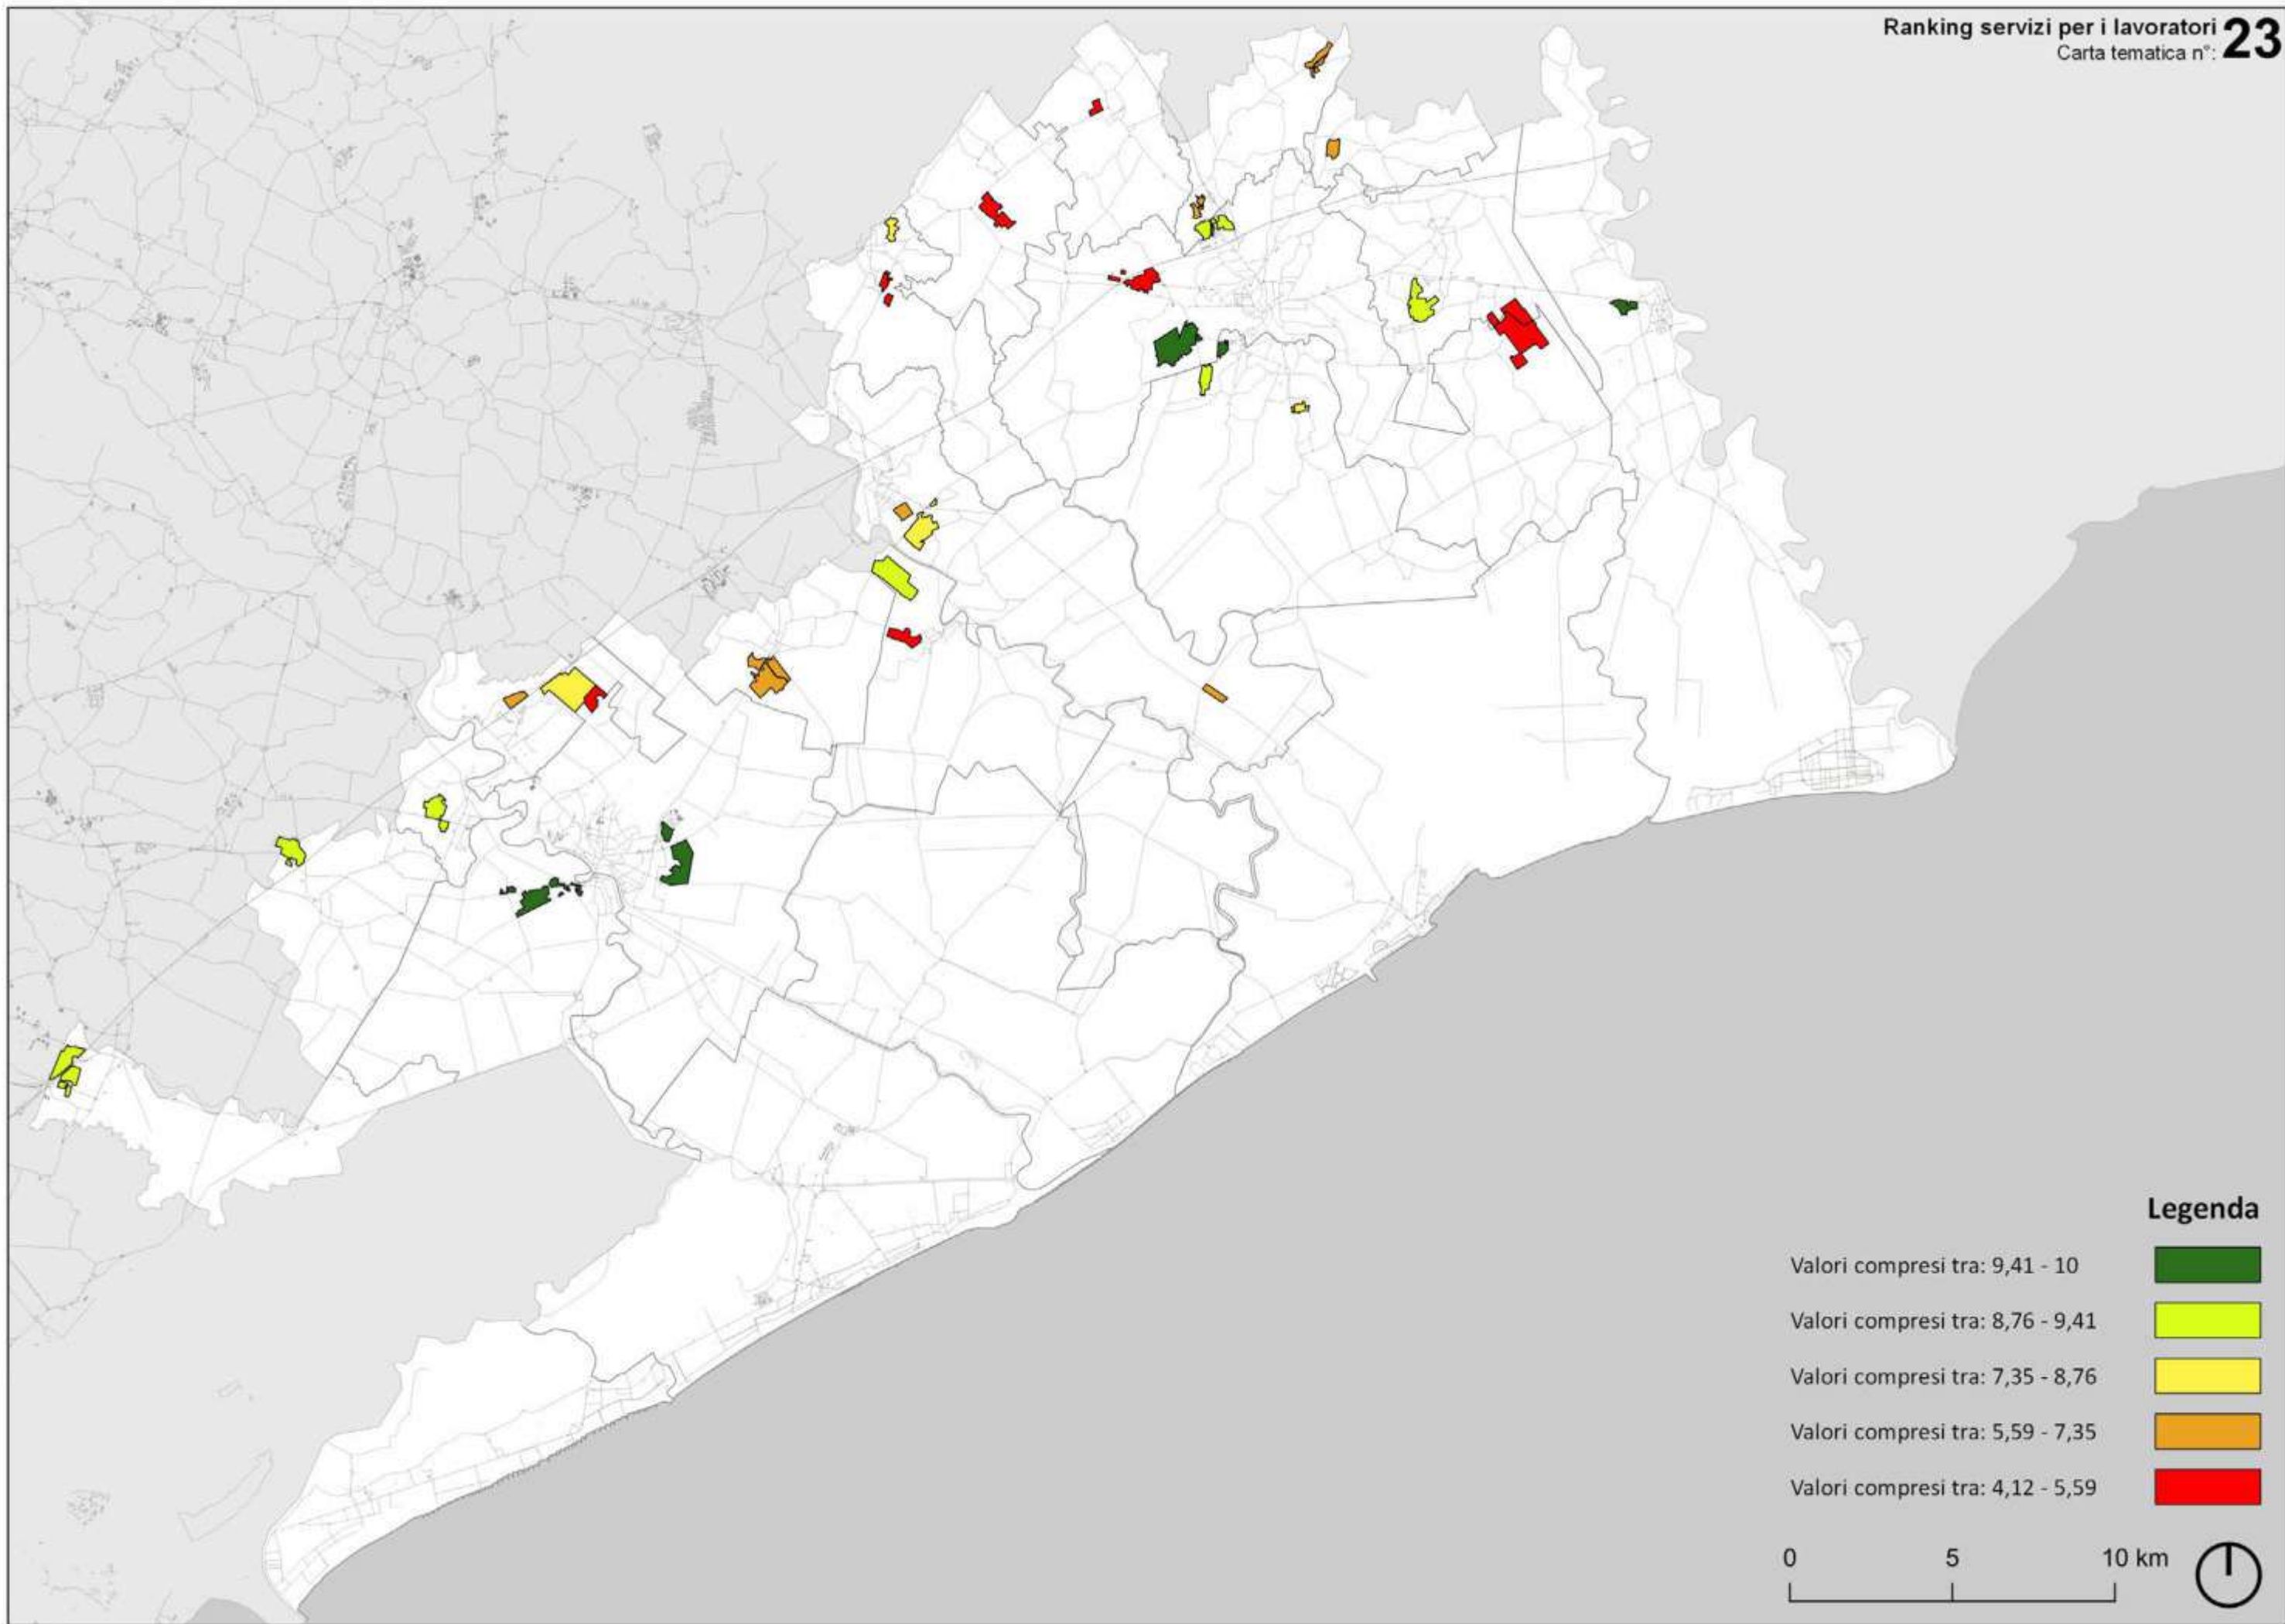 Ranking servizi per i lavoratori
Carta tematica n°: 23
Legenda
Valori compresi tra: 9,41 - 10
Valori compresi tra: 8,76 - 9,41
Valori compresi tra: 7,35 - 8,76
Valori compresi tra: 5,59 - 7,35
Valori compresi tra: 4,12 - 5,59
0 5 10 km